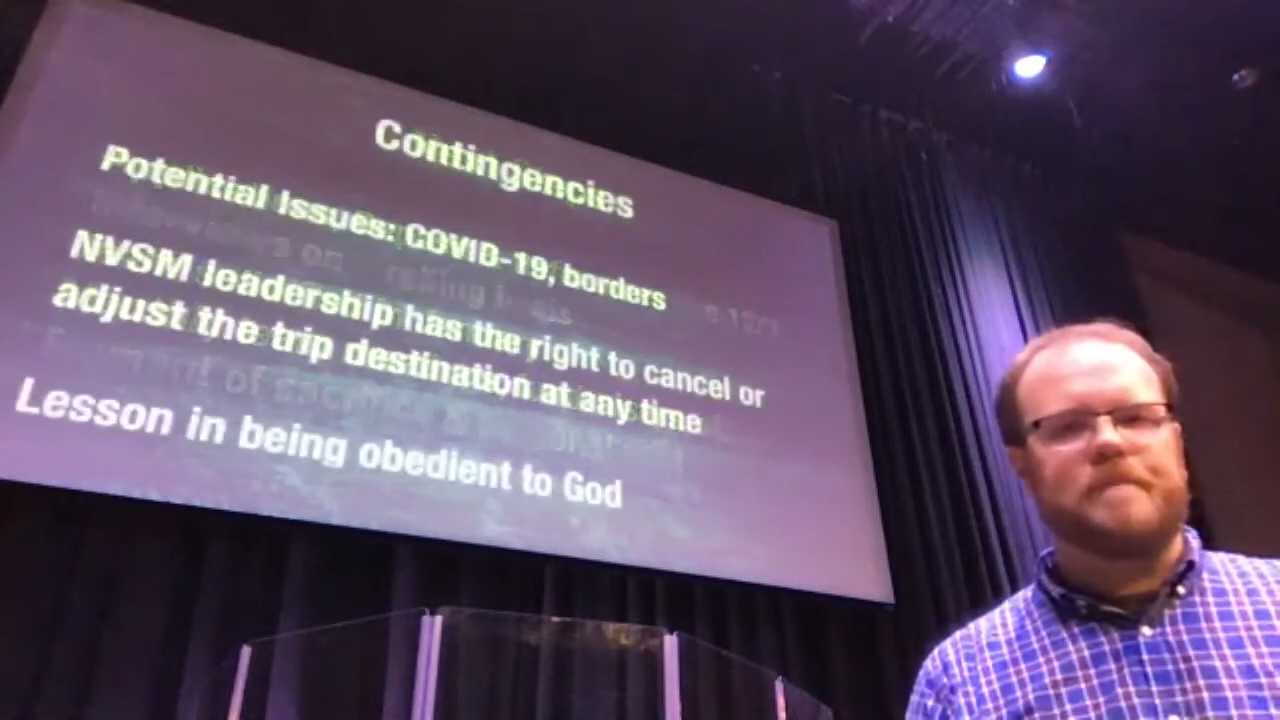 Contingencies
Potential Issues: COVID-19, borders
NVSM leadership has the right to cancel or
adjust the trip destination at any time
Lesson in being obedient to God